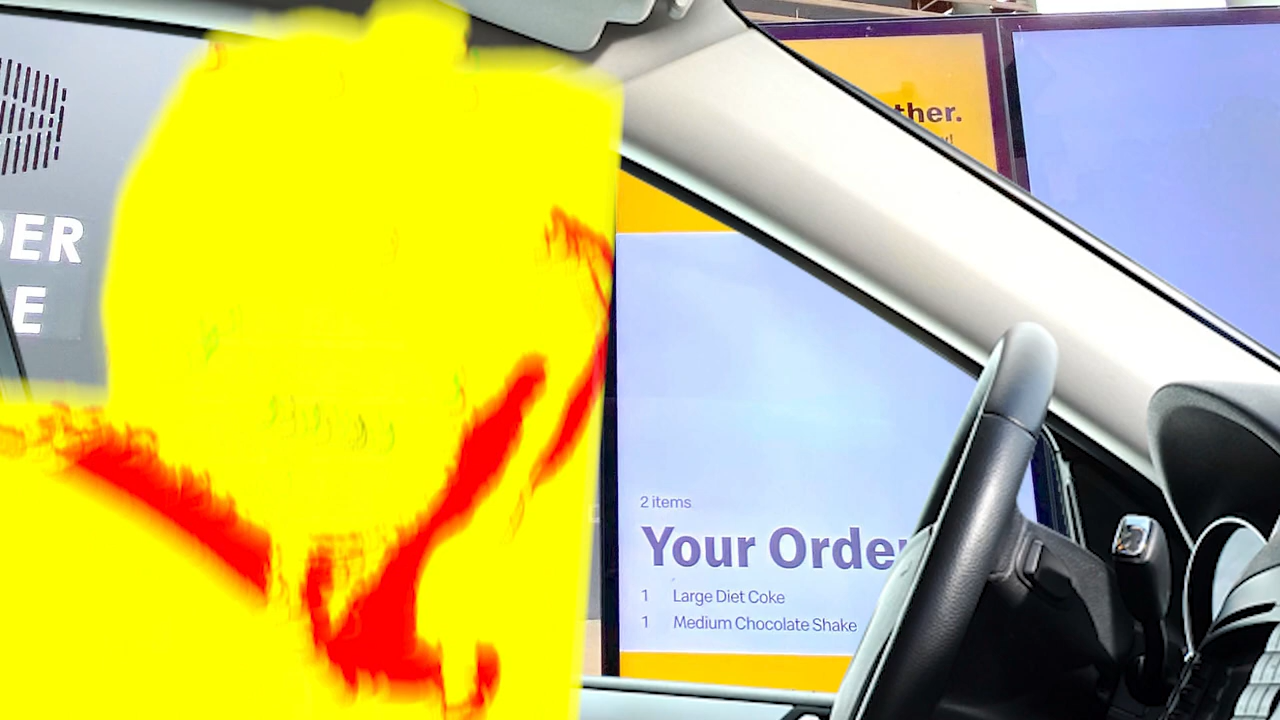 DER
E
ther.
2 items
Your Order
1 Large Diet Coke
1 Medium Chocolate Shake